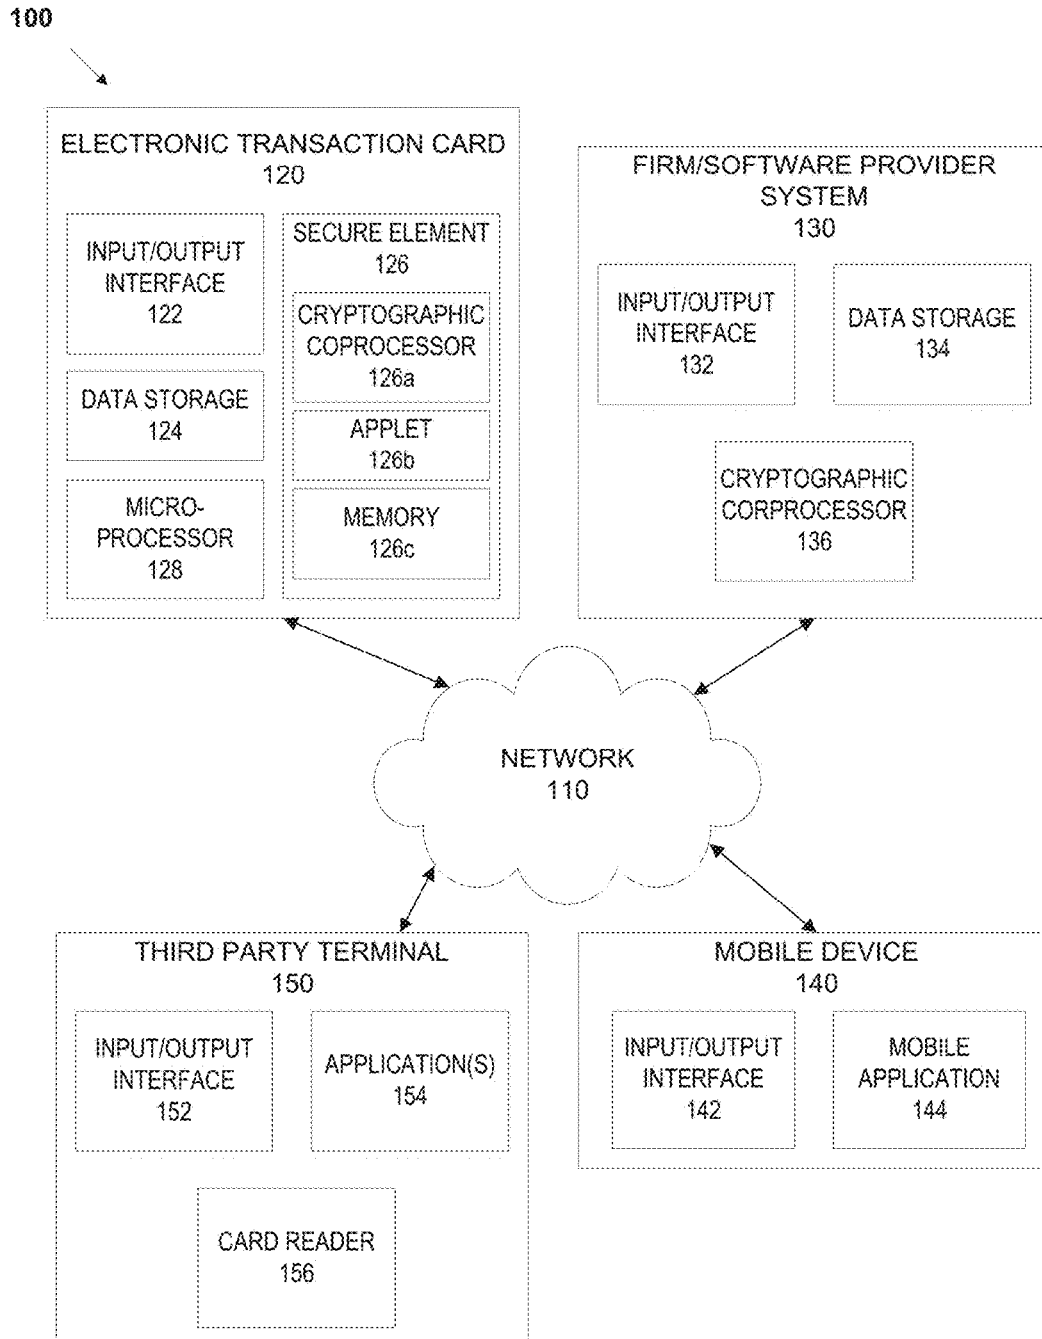 100
ELECTRONIC TRANSACTION CARD
120
INPUT/OUTPUT
INTERFACE
122
DATA STORAGE
124
MICRO-
PROCESSOR
128
SECURE ELEMENT
126
CRYPTOGRAPHIC
COPROCESSOR
126a
APPLET
126b
MEMORY
126c
FIRM/SOFTWARE PROVIDER
SYSTEM
130
INPUT/OUTPUT
INTERFACE
132
DATA STORAGE
134
CRYPTOGRAPHIC
CORPROCESSOR
136
NETWORK
110
THIRD PARTY TERMINAL
150
INPUT/OUTPUT
INTERFACE
152
APPLICATION(S)
154
CARD READER
156
MOBILE DEVICE
140
INPUT/OUTPUT
INTERFACE
142
MOBILE
APPLICATION
144